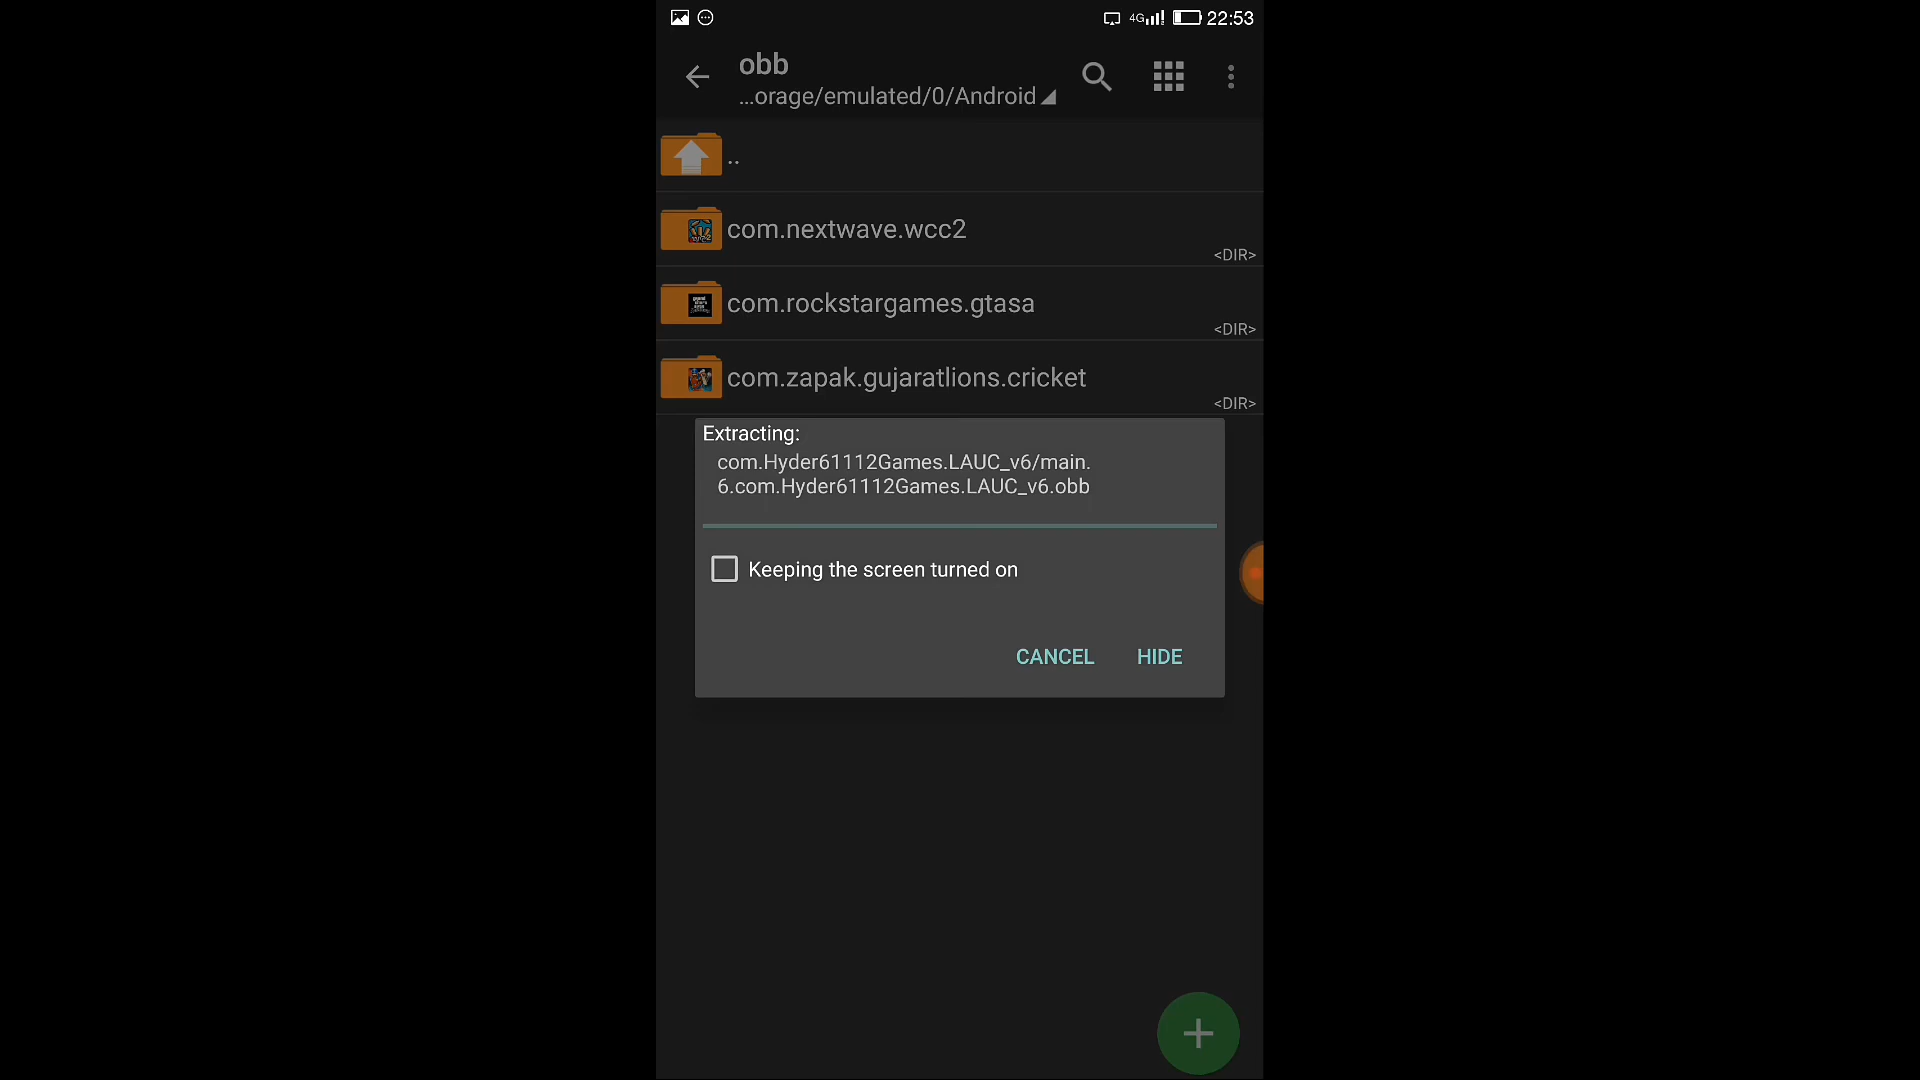 4G 22:53
obb
...orage/emulated/0/Android
..
com.nextwave.wcc2
<DIR>
com.rockstargames.gtasa
<DIR>
com.zapak.gujaratlions.cricket
<DIR>
Extracting:
com.Hyder61112Games.LAUC_v6/main.
6.com.Hyder61112Games.LAUC_v6.obb
Keeping the screen turned on
CANCEL HIDE